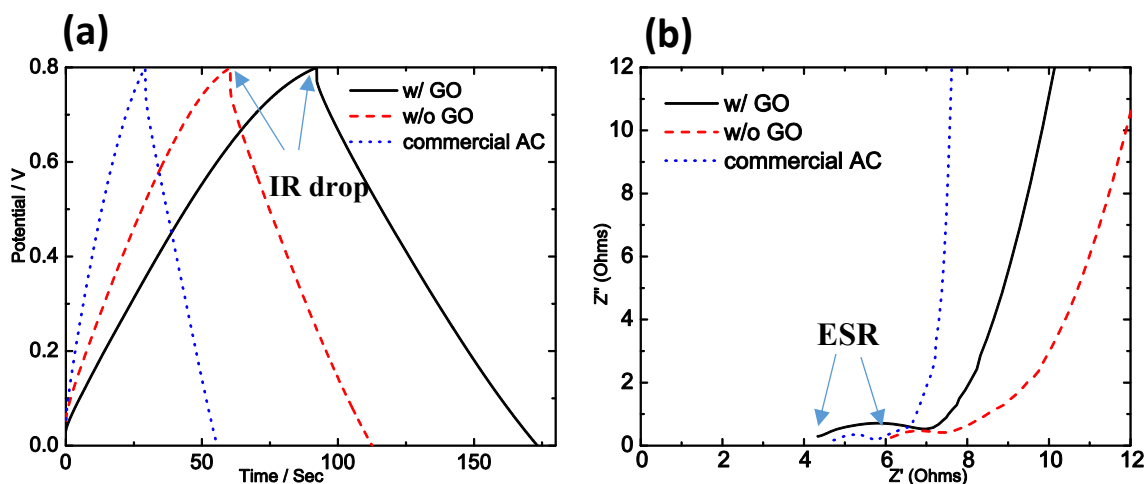 (a)
0.8
0.6
0.4
0.2
0.0
Potential / V
w/ GO
w/o GO
commercial AC
IR drop
0
50
100
150
Time / Sec
(b)
12
10
8
6
4
2
0
Z'' (Ohms)
w/ GO
w/o GO
commercial AC
ESR
0
2
4
6
8
10
12
Z' (Ohms)